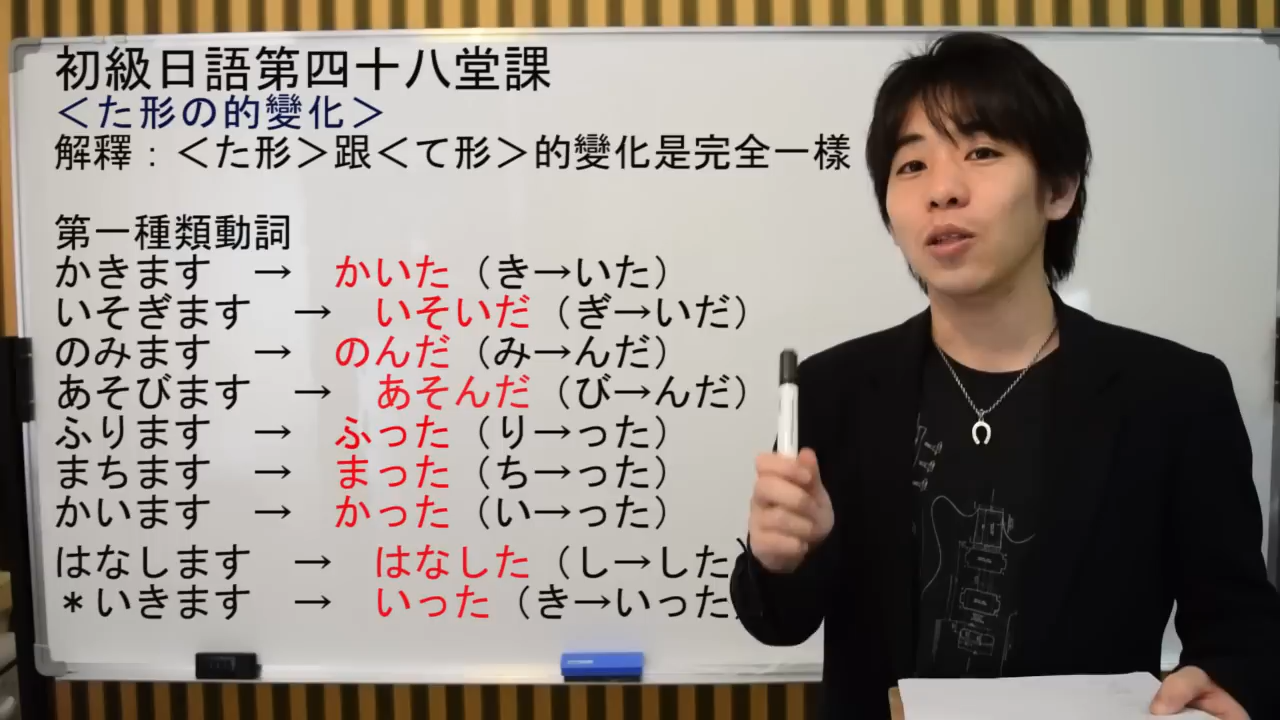 初級日語第四十八堂課
＜た形の的變化＞
解釋：＜た形＞跟＜て形＞的變化是完全一樣
第一種類動詞
かきます　→　かいた（き→いた）
いそぎます　→　いそいだ（ぎ→いだ）
のみます　→　のんだ（み→んだ）
あそびます　→　あそんだ（び→んだ）
ふります　→　ふった（り→った）
まちます　→　まった（ち→った）
かいます　→　かった（い→った）
はなします　→　はなした（し→した）
＊いきます　→　いった（き→いった）